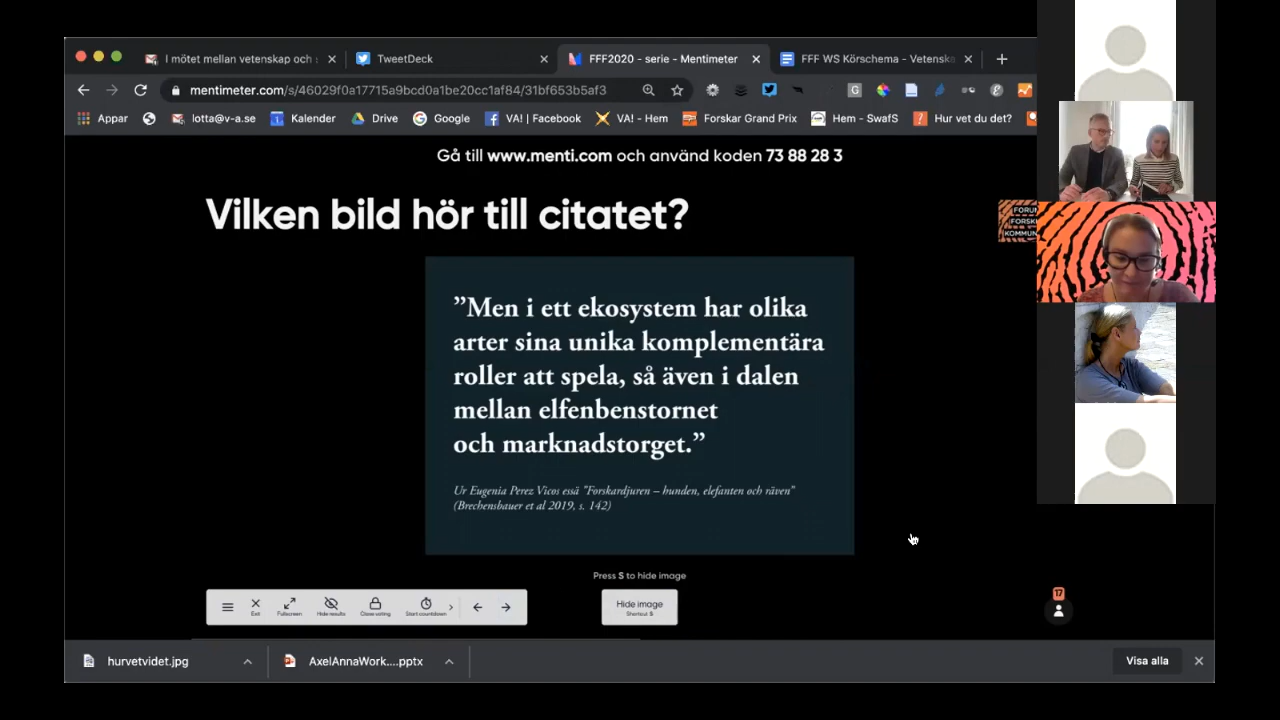 I mötet mellan vetenskap och
TweetDeck
FFF2020 - serie - Mentimeter
FFF WS Körschema - Vetenska
mentimeter.com/s/46029f0a17715a9bcd0a1be20cc1af84/31bf653b5af3
Appar
lotta@v-a.se
Kalender
Drive
Google
VA! | Facebook
VA! - Hem
Forskar Grand Prix
Hem - SwafS
Hur vet du det?
Gå till www.menti.com och använd koden 73 88 28 3
Vilken bild hör till citatet?
FORUM
FORSK
KOMMUN
”Men i ett ekosystem har olika
arter sina unika komplementära
roller att spela, så även i dalen
mellan elfenbenstornet
och marknadstorget.”
Ur Eugenia Perez Vicos essä ”Forskardjuren – hunden, elefanten och räven”
(Brechensbauer et al 2019, s. 142)
Press S to hide image
Exit
Fullscreen
Hide results
Close voting
Start countdown
Hide image
Shortcut S
17
hurvetvidet.jpg
AxelAnnaWork....pptx
Visa alla